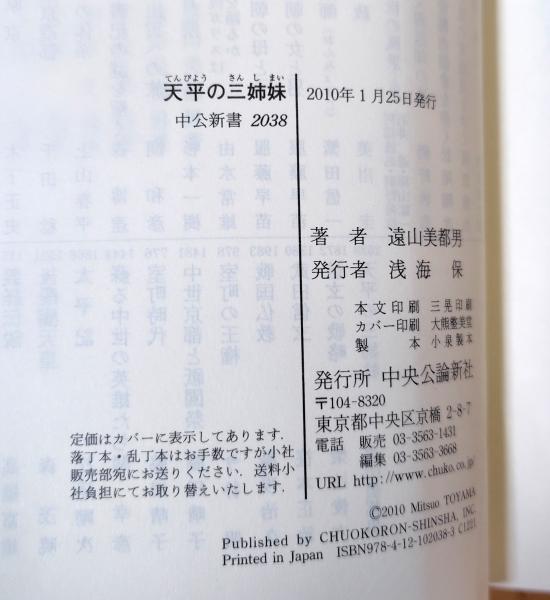 てんぴょう さん し まい
天平の三姉妹
中公新書 2038
2010年1月25日発行
著 者 遠山美都男
発行者 浅海 保
本文印刷 三晃印刷
カバー印刷 大熊整美堂
製 本 小泉製本
発行所 中央公論新社
〒104-8320
東京都中央区京橋 2-8-7
電話 販売 03-3563-1431
編集 03-3563-3668
URL http://www.chuko.co.jp/
定価はカバーに表示してあります.
落丁本・乱丁本はお手数ですが小社
販売部宛にお送りください. 送料小
社負担にてお取り替えいたします.
©2010 Mitsuo TOYAMA
Published by CHUOKORON-SHINSHA, INC.
Printed in Japan ISBN978-4-12-102038-3 C1221